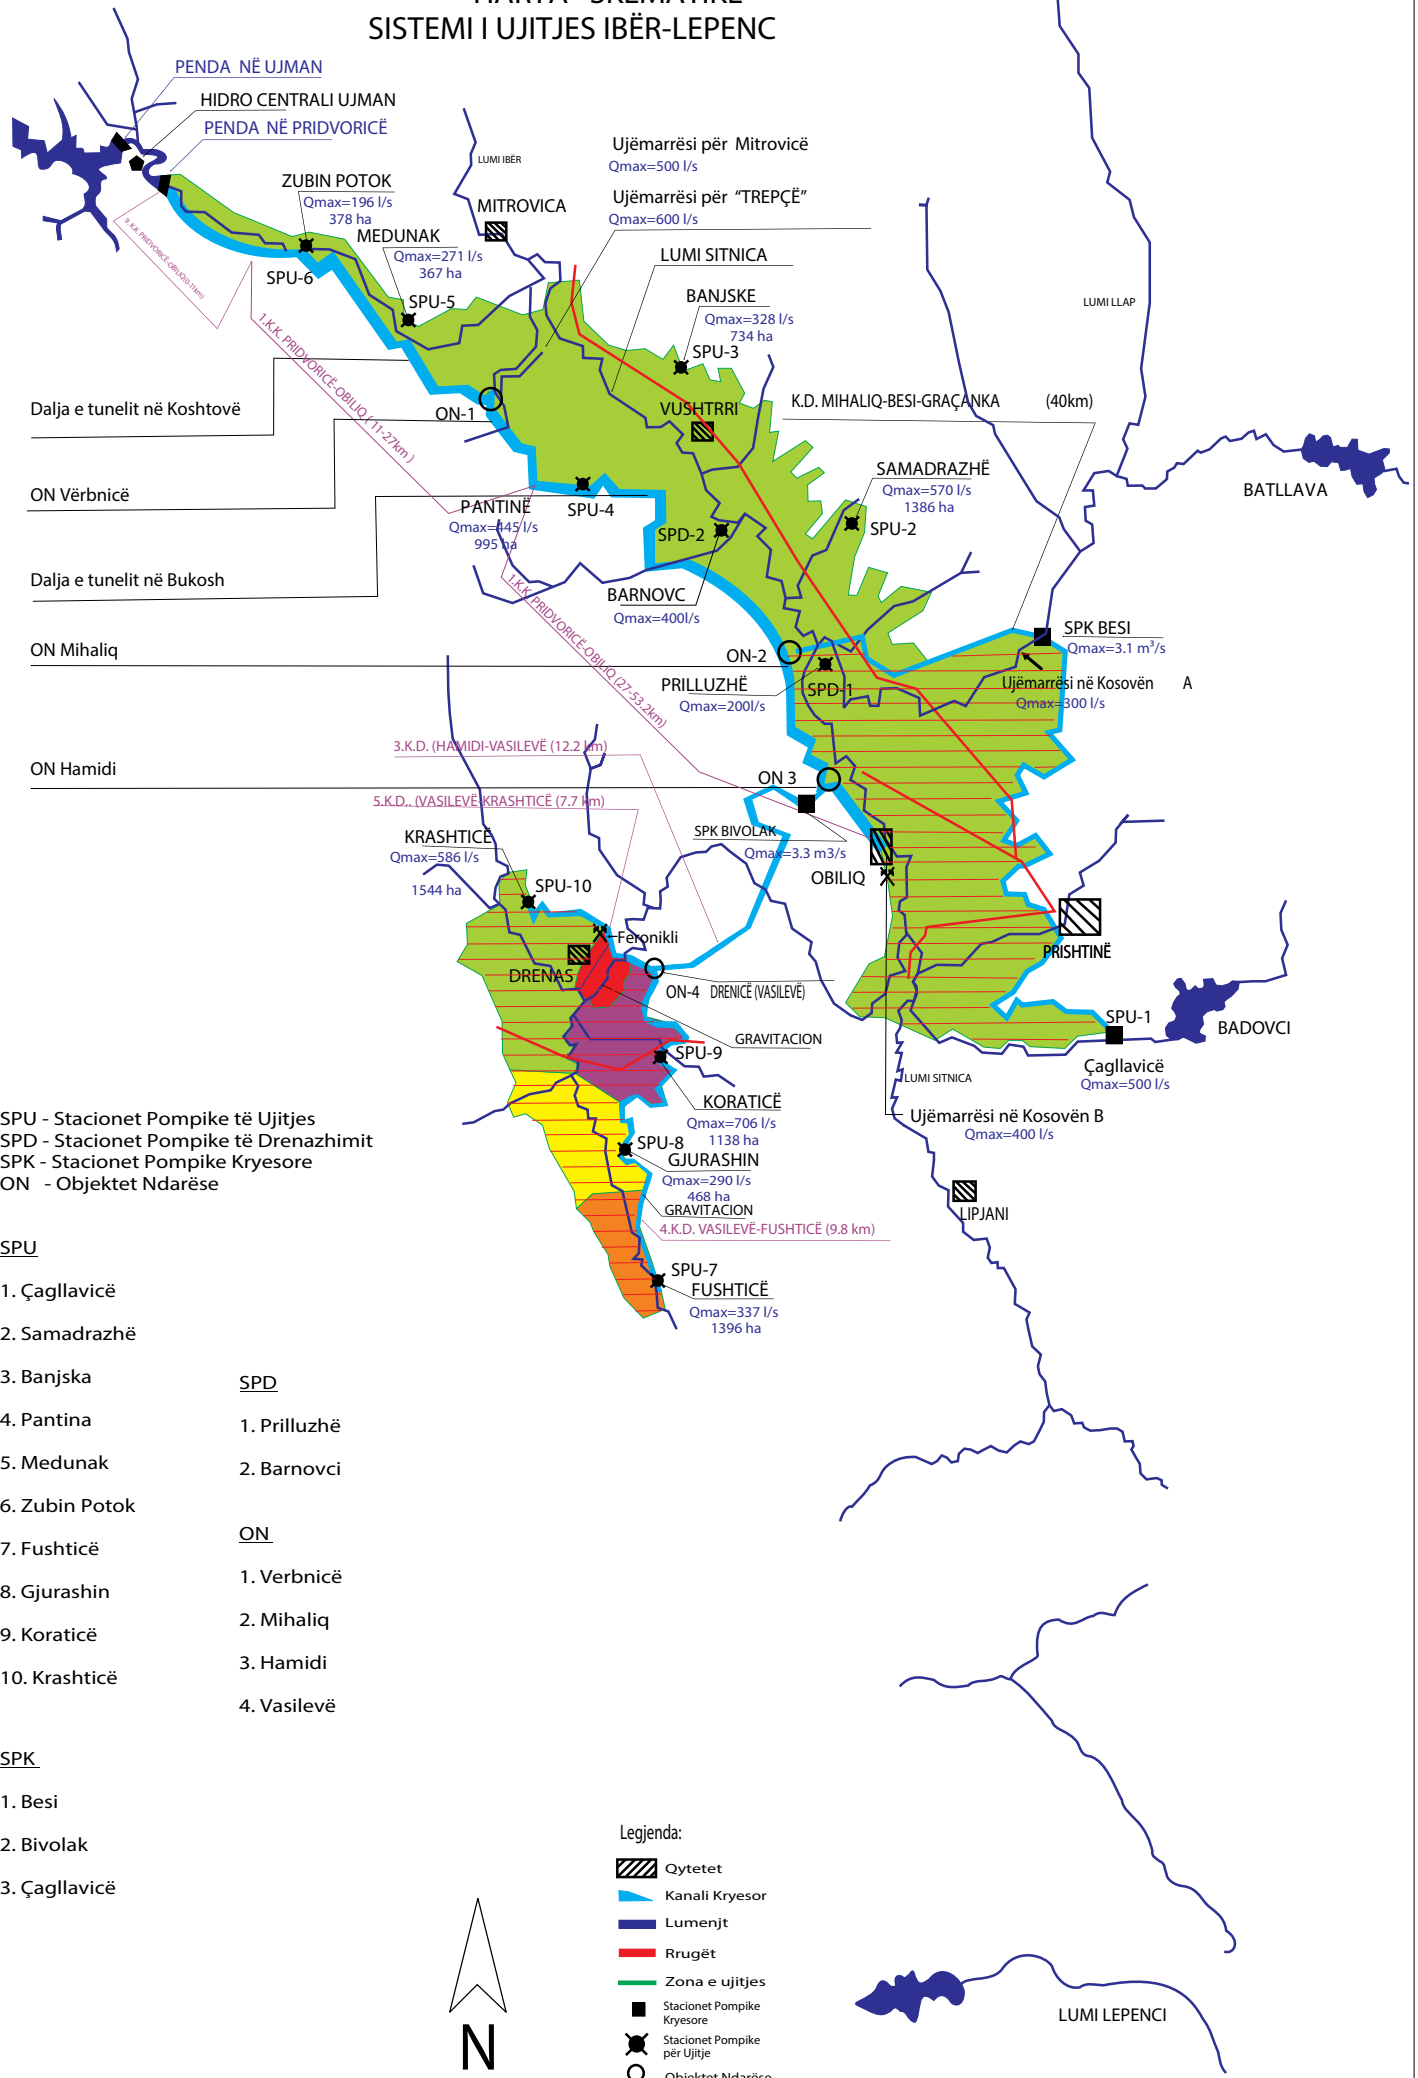 HARTA - SKEMATIKE
SISTEMI I UJITJES IBËR-LEPENC
PENDA NË UJMAN
HIDRO CENTRALI UJMAN
PENDA NË PRIDVORICË
LUMI IBËR
Ujëmarrësi për Mitrovicë
Qmax=500 l/s
ZUBIN POTOK
Qmax=196 l/s
378 ha
MITROVICA
Ujëmarrësi për “TREPÇË”
Qmax=600 l/s
MEDUNAK
Qmax=271 l/s
367 ha
LUMI SITNICA
SPU-6
9.K.K. PRIDVORICË-OBILIQ(0-11km)
BANJSKE
Qmax=328 l/s
734 ha
LUMI LLAP
SPU-5
1.K.K. PRIDVORICË-OBILIQ (11-27km)
SPU-3
Dalja e tunelit në Koshtovë
ON-1
VUSHTRRI
K.D. MIHALIQ-BESI-GRAÇANKA (40km)
SAMADRAZHË
Qmax=570 l/s
1386 ha
BATLLAVA
ON Vërbnicë
PANTINË
Qmax=445 l/s
995 ha
SPU-4
SPD-2
SPU-2
Dalja e tunelit në Bukosh
1.K.K. PRIDVORICË-OBILIQ (27-53.2km)
BARNOVC
Qmax=400l/s
SPK BESI
Qmax=3.1 m³/s
ON Mihaliq
ON-2
PRILLUZHË
Qmax=200l/s
SPD-1
Ujëmarrësi në Kosovën A
Qmax=300 l/s
3.K.D. (HAMIDI-VASILEVË (12.2 km)
ON Hamidi
ON 3
5.K.D.. (VASILEVË-KRASHTICË (7.7 km)
SPK BIVOLAK
Qmax=3.3 m3/s
KRASHTICË
Qmax=586 l/s
1544 ha
OBILIQ
SPU-10
Feronikli
PRISHTINË
DRENAS
ON-4 DRENICË (VASILEVË)
SPU-1
BADOVCI
GRAVITACION
SPU-9
Çagllavicë
Qmax=500 l/s
LUMI SITNICA
KORATICË
Qmax=706 l/s
1138 ha
Ujëmarrësi në Kosovën B
Qmax=400 l/s
SPU - Stacionet Pompike të Ujitjes
SPD - Stacionet Pompike të Drenazhimit
SPK - Stacionet Pompike Kryesore
ON - Objektet Ndarëse
SPU-8
GJURASHIN
Qmax=290 l/s
468 ha
GRAVITACION
4.K.D. VASILEVË-FUSHTICË (9.8 km)
LIPJANI
SPU-7
FUSHTICË
Qmax=337 l/s
1396 ha
SPU
1. Çagllavicë
2. Samadrazhë
3. Banjska
4. Pantina
5. Medunak
6. Zubin Potok
7. Fushticë
8. Gjurashin
9. Koraticë
10. Krashticë
SPD
1. Prilluzhë
2. Barnovci
ON
1. Verbnicë
2. Mihaliq
3. Hamidi
4. Vasilevë
SPK
1. Besi
2. Bivolak
3. Çagllavicë
N
Legjenda:
Qytetet
Kanali Kryesor
Lumenjt
Rrugët
Zona e ujitjes
Stacionet Pompike
Kryesore
Stacionet Pompike
për Ujitje
Objektet Ndarëse
LUMI LEPENCI